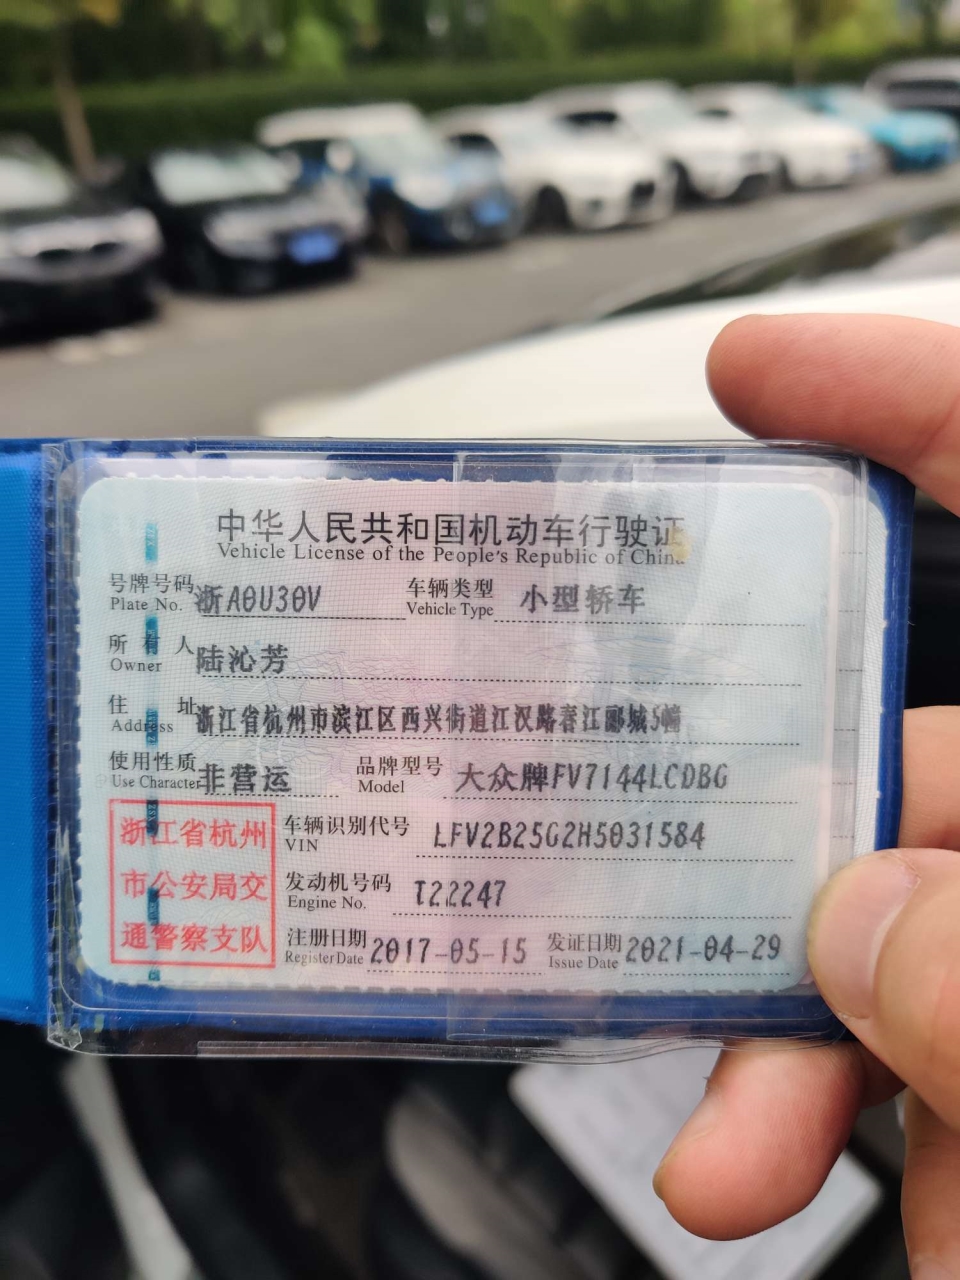 中华人民共和国机动车行驶证
Vehicle License of the People's Republic of China
号牌号码 浙A0U30V 车辆类型 小型轿车
Plate No. Vehicle Type
所有人 陆沁芳
Owner
住址 浙江省杭州市滨江区西兴街道江汉路春江郦城5幢
Address
使用性质 非营运 品牌型号 大众牌FV7144LCDBG
Use Character Model
浙江省杭州 车辆识别代号 LFV2B25G2H5031584
VIN
市公安局交 发动机号码 T22247
Engine No.
通警察支队 注册日期 2017-05-15 发证日期 2021-04-29
Register Date Issue Date